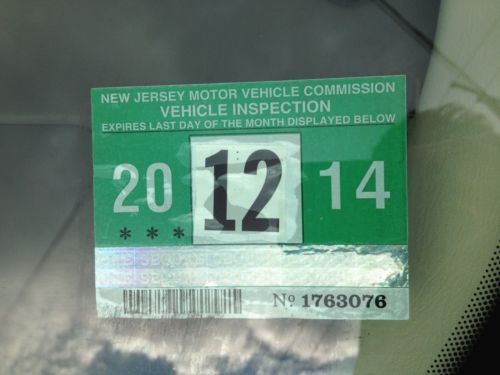 NEW JERSEY MOTOR VEHICLE COMMISSION
VEHICLE INSPECTION
EXPIRES LAST DAY OF THE MONTH DISPLAYED BELOW
20 12 14
***
Nº 1763076